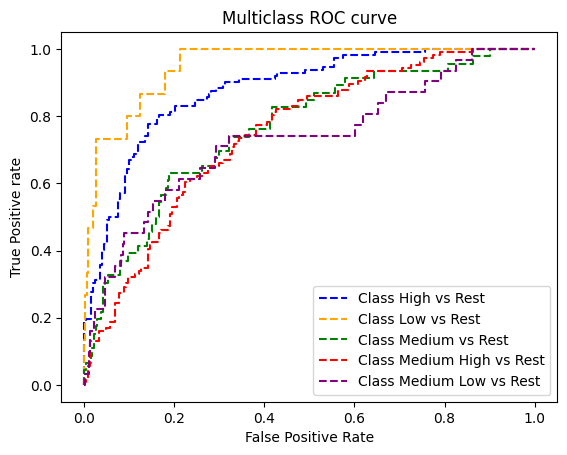 Multiclass ROC curve
True Positive rate
1.0
0.8
0.6
0.4
0.2
0.0
Class High vs Rest
Class Low vs Rest
Class Medium vs Rest
Class Medium High vs Rest
Class Medium Low vs Rest
0.0 0.2 0.4 0.6 0.8 1.0
False Positive Rate